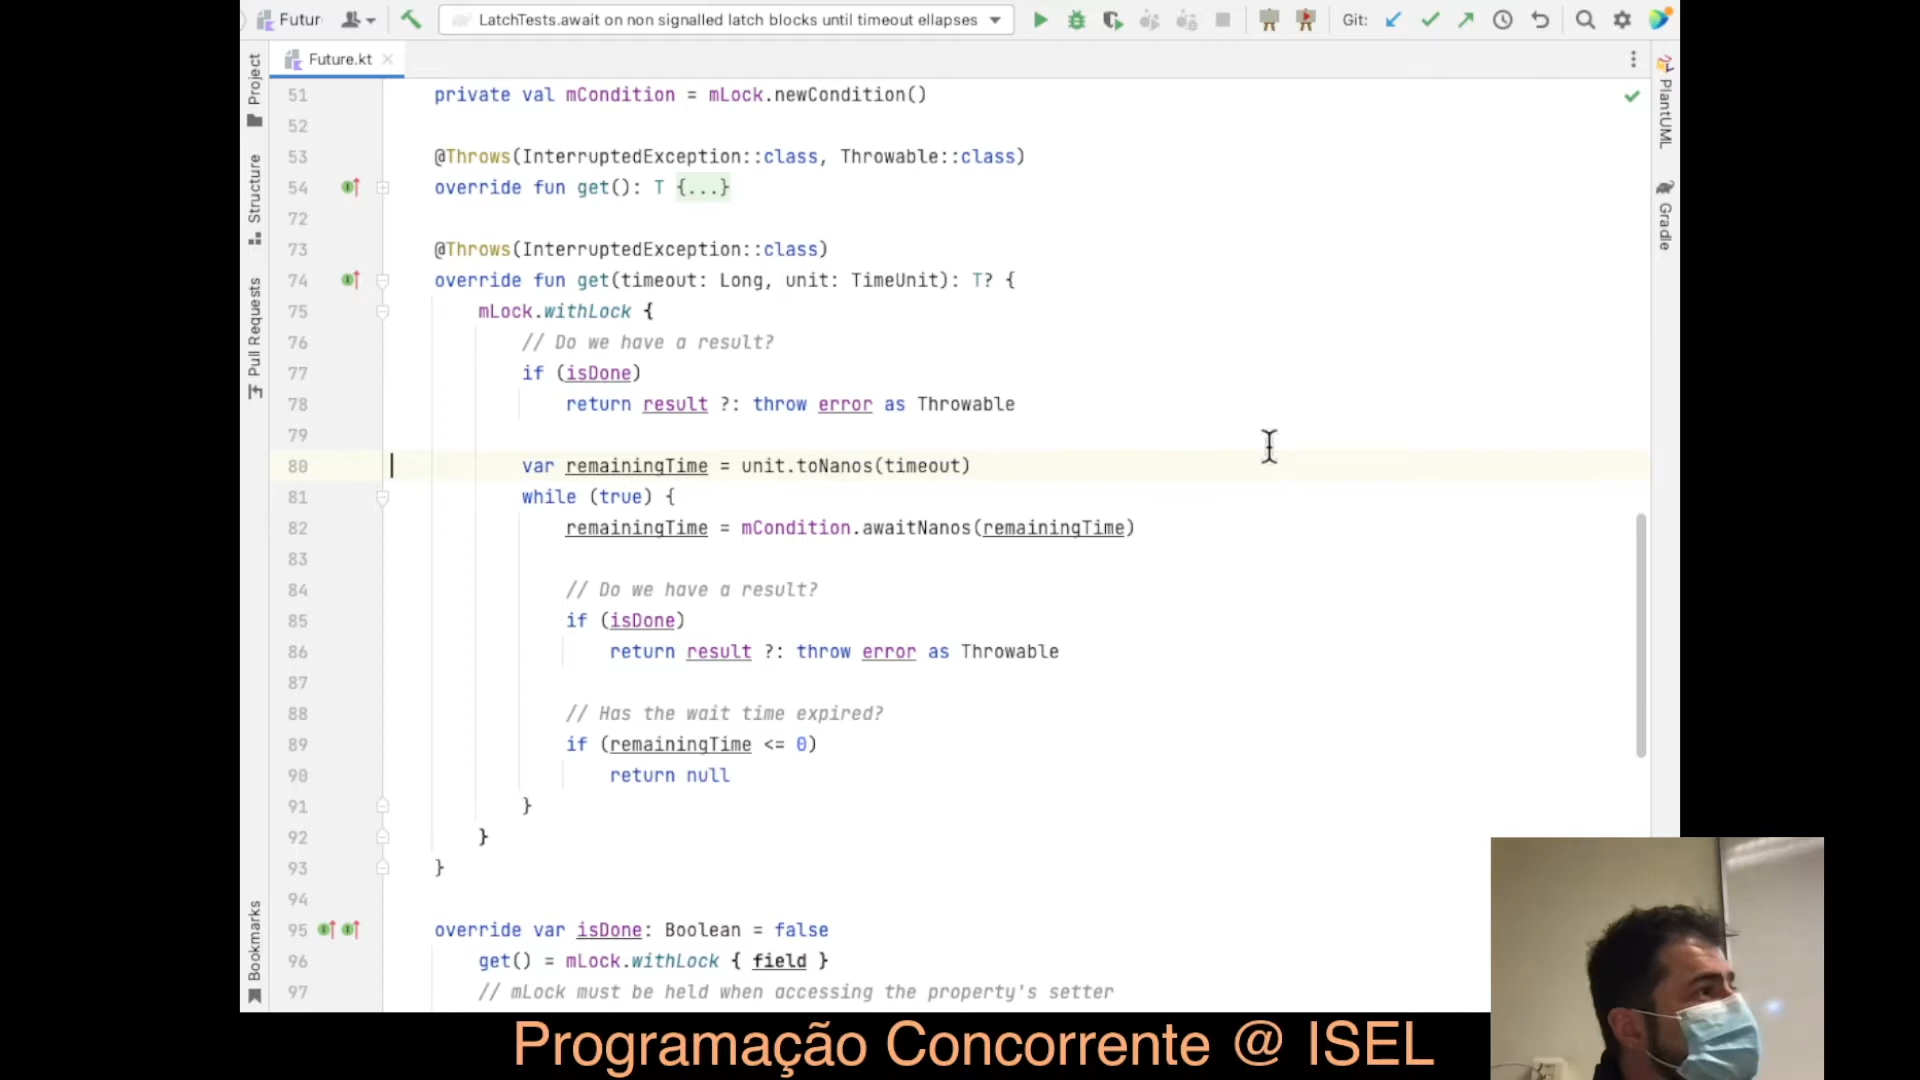 Futur
LatchTests.await on non signalled latch blocks until timeout ellapses
Git:
Future.kt
Project
Structure
Pull Requests
Bookmarks
PlantUML
Gradle
51 private val mCondition = mLock.newCondition()
52
53 @Throws(InterruptedException::class, Throwable::class)
54 override fun get(): T {...}
72
73 @Throws(InterruptedException::class)
74 override fun get(timeout: Long, unit: TimeUnit): T? {
75 mLock.withLock {
76 // Do we have a result?
77 if (isDone)
78 return result ?: throw error as Throwable
79
80 var remainingTime = unit.toNanos(timeout)
81 while (true) {
82 remainingTime = mCondition.awaitNanos(remainingTime)
83
84 // Do we have a result?
85 if (isDone)
86 return result ?: throw error as Throwable
87
88 // Has the wait time expired?
89 if (remainingTime <= 0)
90 return null
91 }
92 }
93 }
94
95 override var isDone: Boolean = false
96 get() = mLock.withLock { field }
97 // mLock must be held when accessing the property's setter
Programação Concorrente @ ISEL